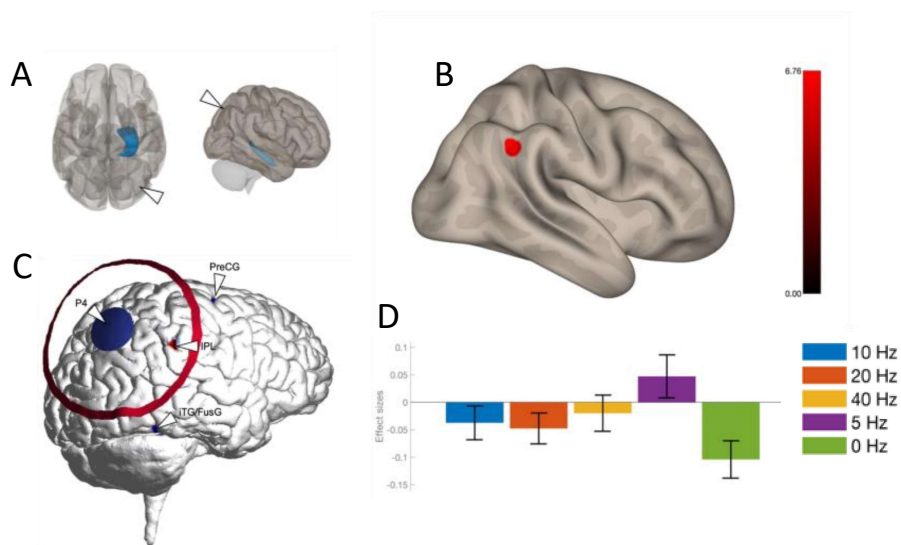 A
B
6.76
0.00
C
PreCG
P4
IPL
iTG/FusG
D
Effect sizes
0.1
0.05
0
-0.05
-0.1
-0.15
10 Hz
20 Hz
40 Hz
5 Hz
0 Hz